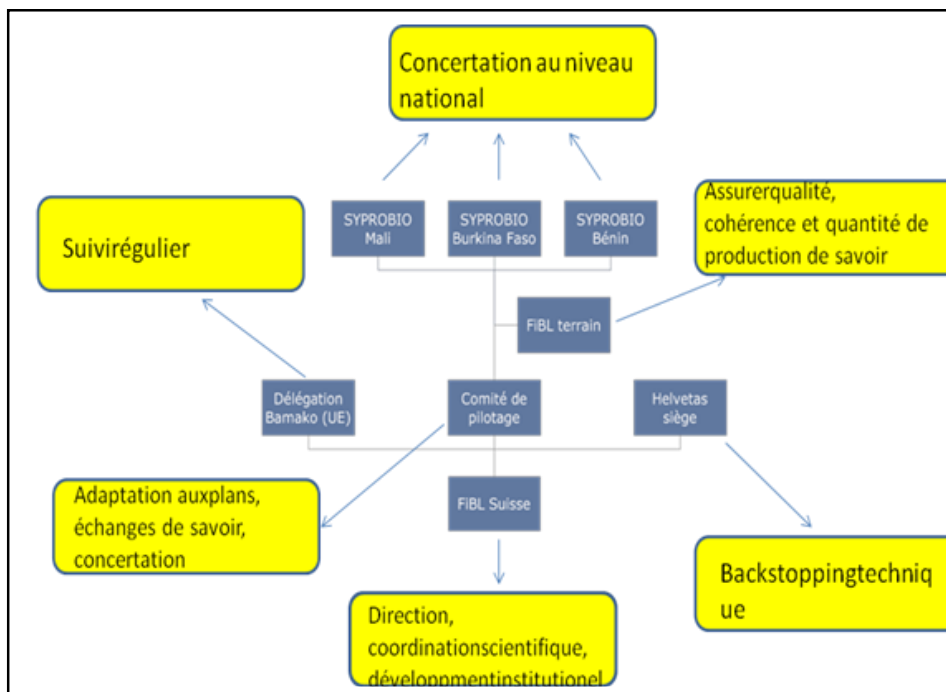 Concertation au niveau
national
SYPROBIO
Mali
SYPROBIO
Burkina Faso
SYPROBIO
Bénin
Assurerqualité,
cohérence et quantité de
production de savoir
Suivirégulier
FiBL terrain
Délégation
Bamako (UE)
Comité de
pilotage
Helvetas
siège
Adaptation auxplans,
échanges de savoir,
concertation
FiBL Suisse
Backstoppingtechniq
ue
Direction,
coordinationscientifique,
développmentinstitutionel